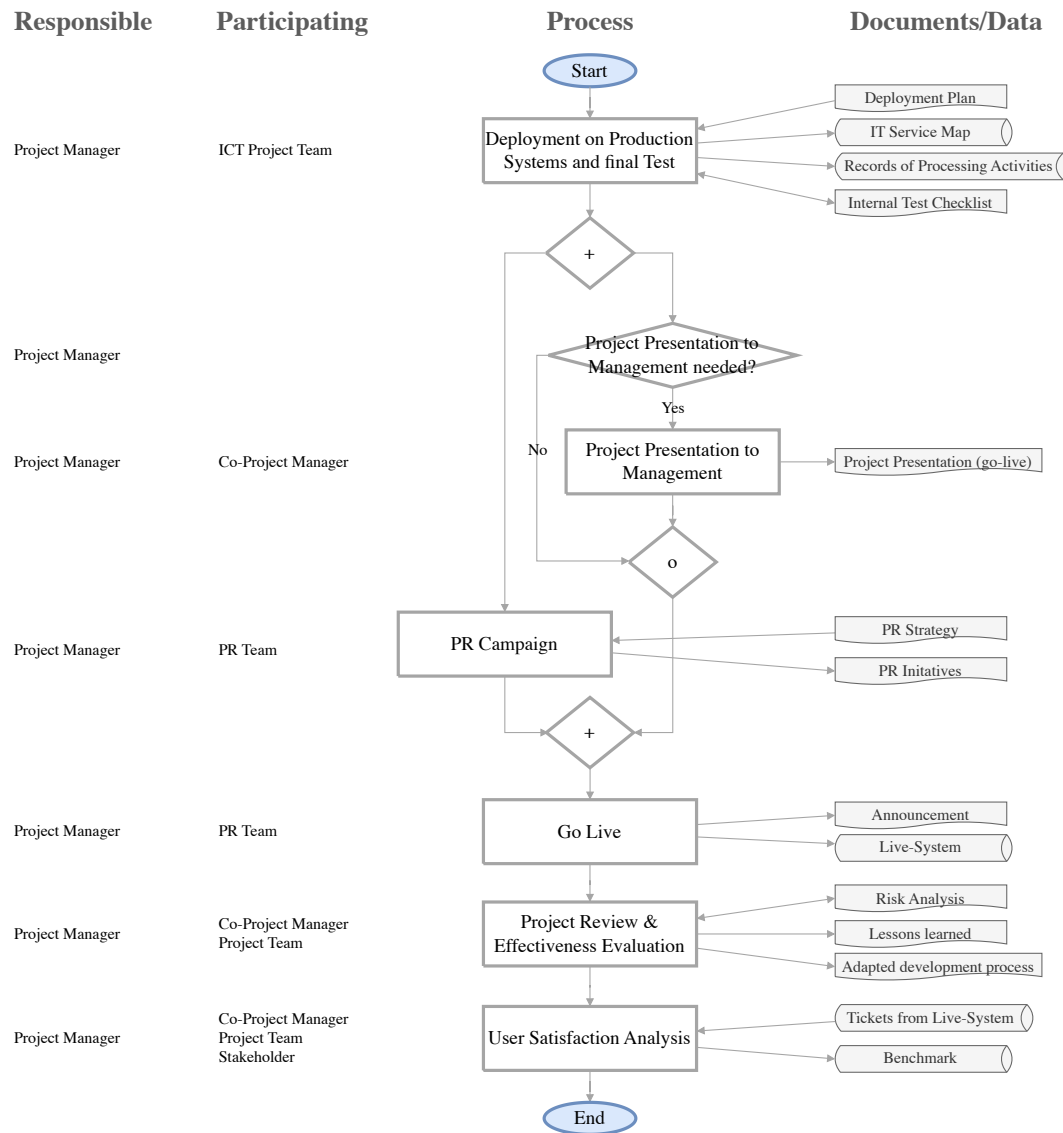 Responsible
Participating
Process
Documents/Data
Start
Deployment Plan
Project Manager
ICT Project Team
Deployment on Production
Systems and final Test
IT Service Map
Records of Processing Activities
Internal Test Checklist
+
Project Manager
Project Presentation to
Management needed?
Yes
No
Project Manager
Co-Project Manager
Project Presentation to
Management
Project Presentation (go-live)
o
Project Manager
PR Team
PR Campaign
PR Strategy
PR Initatives
+
Project Manager
PR Team
Go Live
Announcement
Live-System
Project Manager
Co-Project Manager
Project Team
Project Review &
Effectiveness Evaluation
Risk Analysis
Lessons learned
Adapted development process
Project Manager
Co-Project Manager
Project Team
Stakeholder
User Satisfaction Analysis
Tickets from Live-System
Benchmark
End